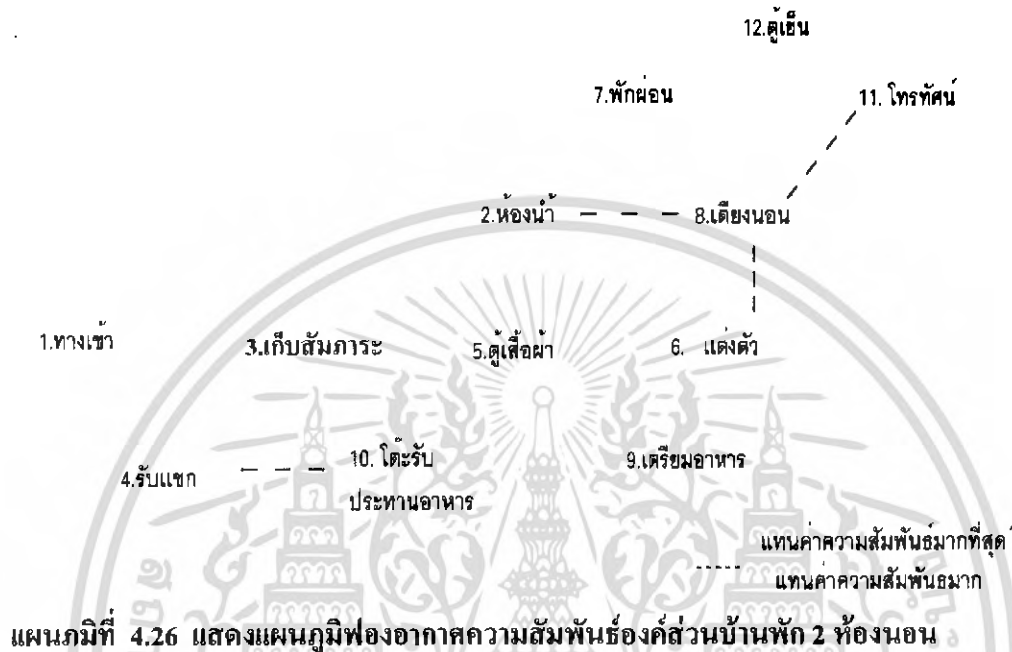 12.ตู้เย็น
7.พักผ่อน
11. โทรทัศน์
2.ห้องน้ำ
8.เตียงนอน
1.ทางเข้า
3.เก็บสัมภาระ
5.ตู้เสื้อผ้า
6. แต่งตัว
4.รับแขก
10. โต๊ะรับ
ประทานอาหาร
9.เตรียมอาหาร
แทนค่าความสัมพันธ์มากที่สุด
แทนค่าความสัมพันธมาก
แผนภมิที่ 4.26 แสดงแผนภูมิฟองอากาศความสัมพันธ์องค์ส่วนบ้านพัก 2 ห้องนอน